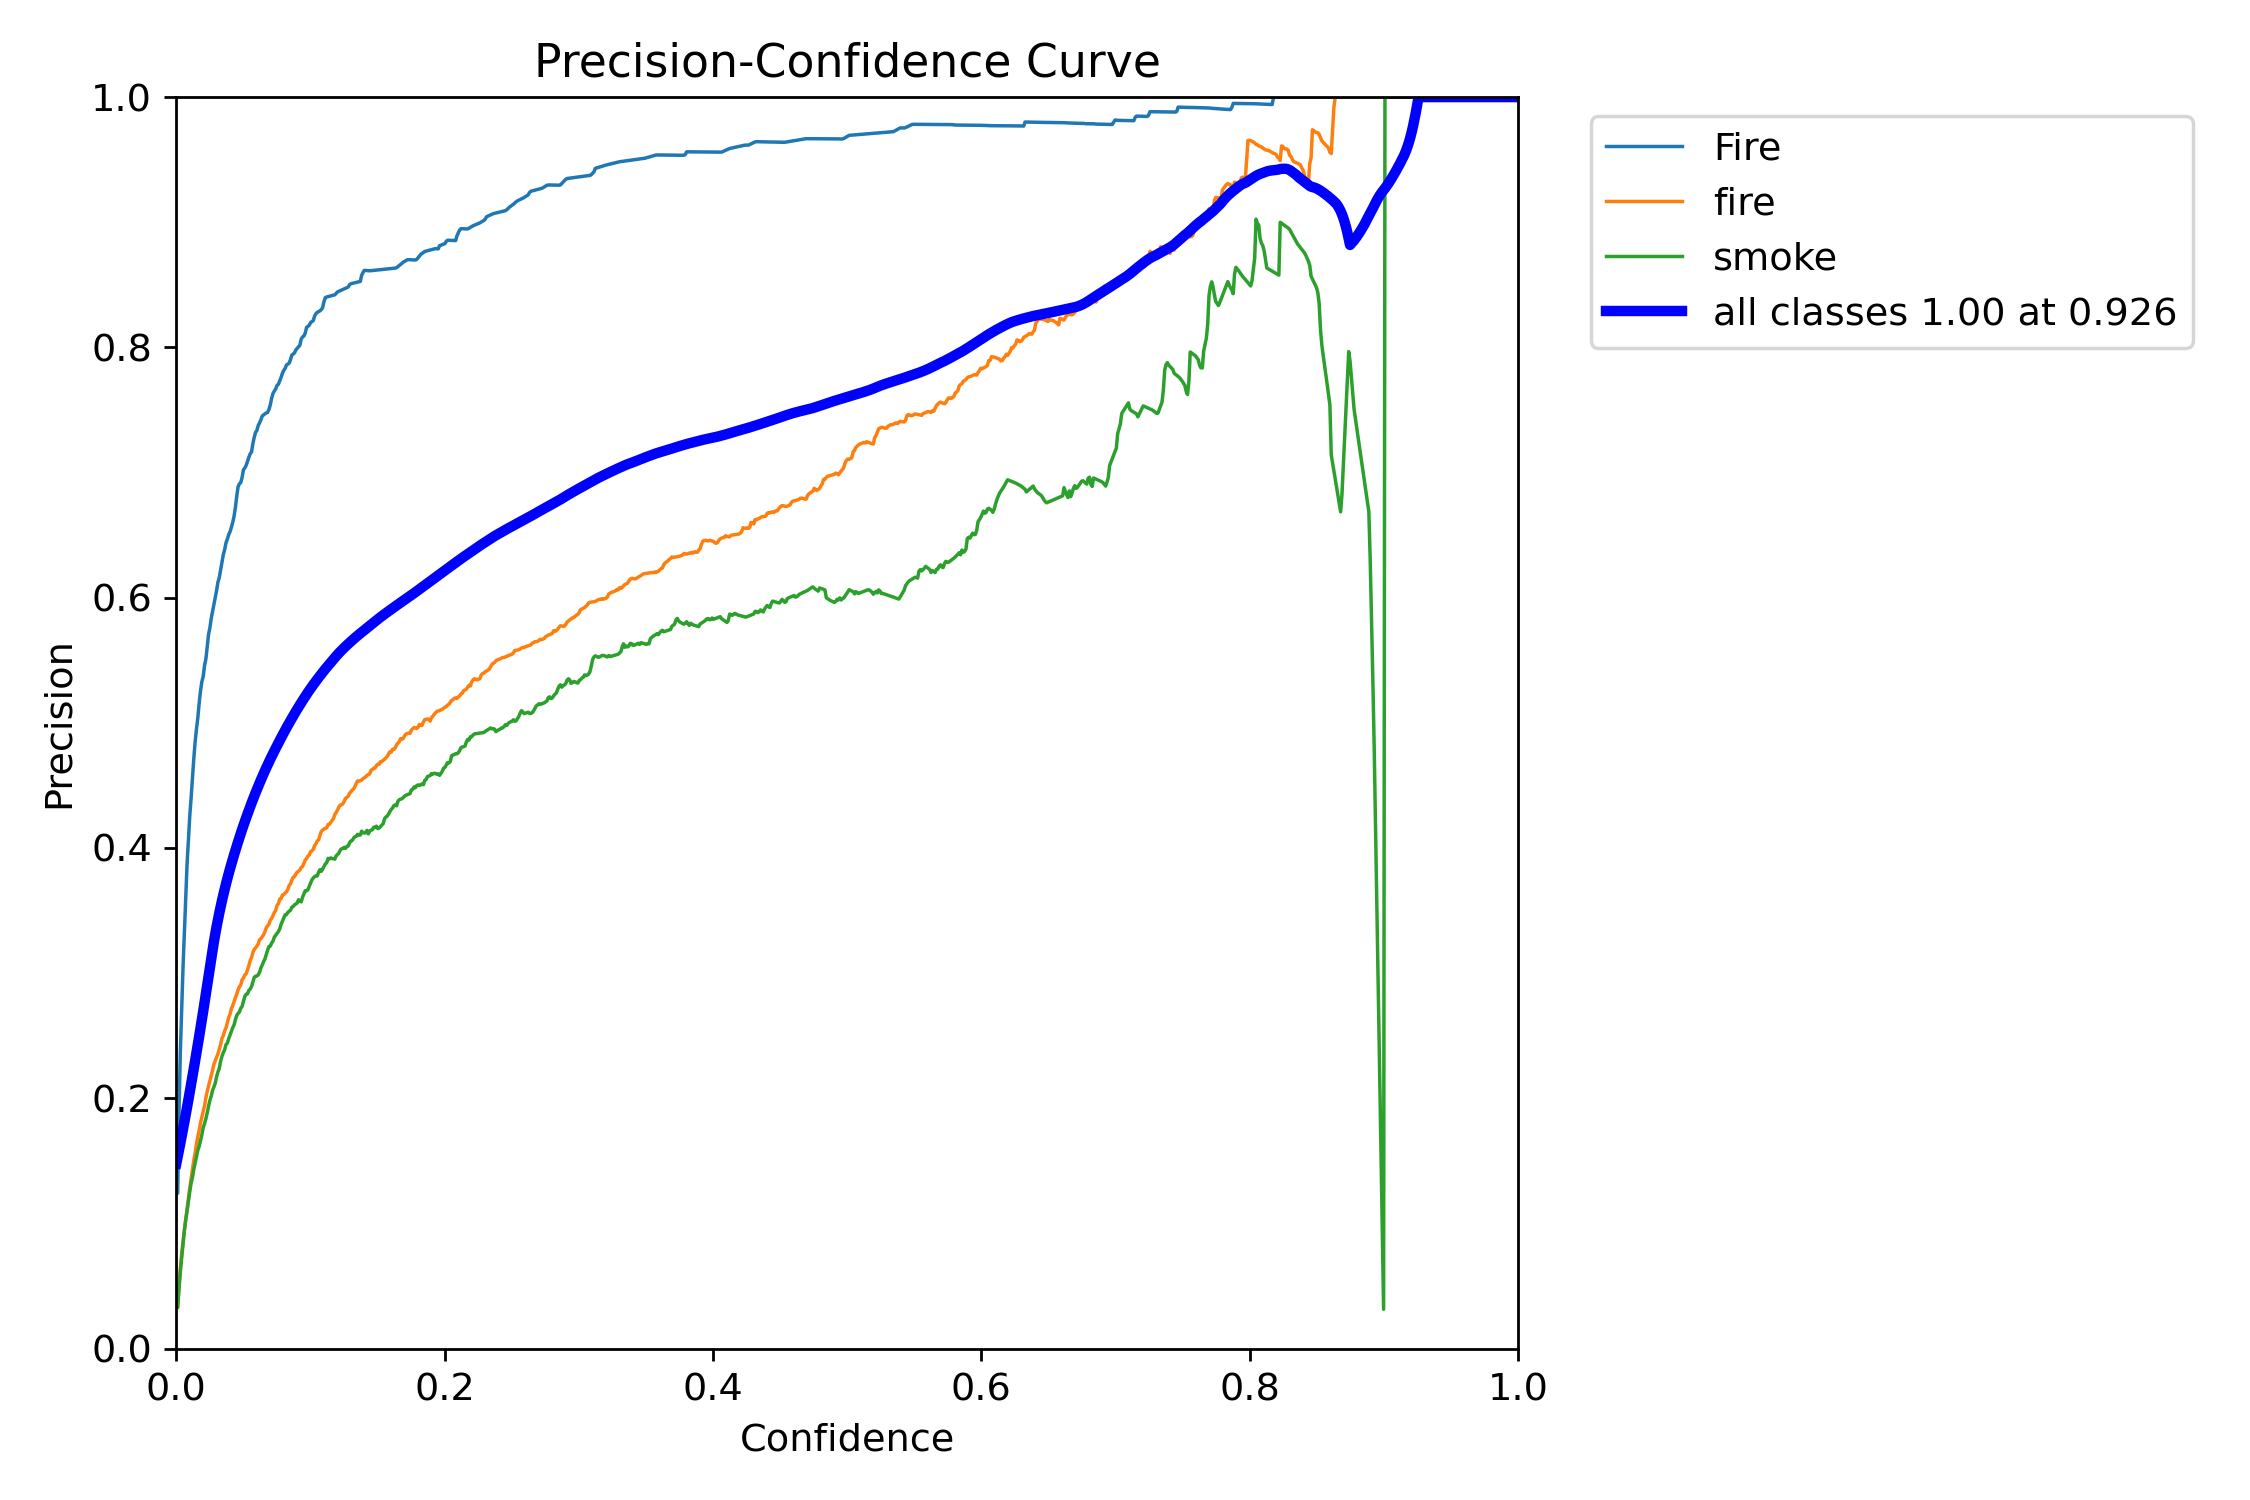 Precision-Confidence Curve
1.0
0.8
0.6
0.4
0.2
0.0
Precision
0.0 0.2 0.4 0.6 0.8 1.0
Confidence
Fire
fire
smoke
all classes 1.00 at 0.926